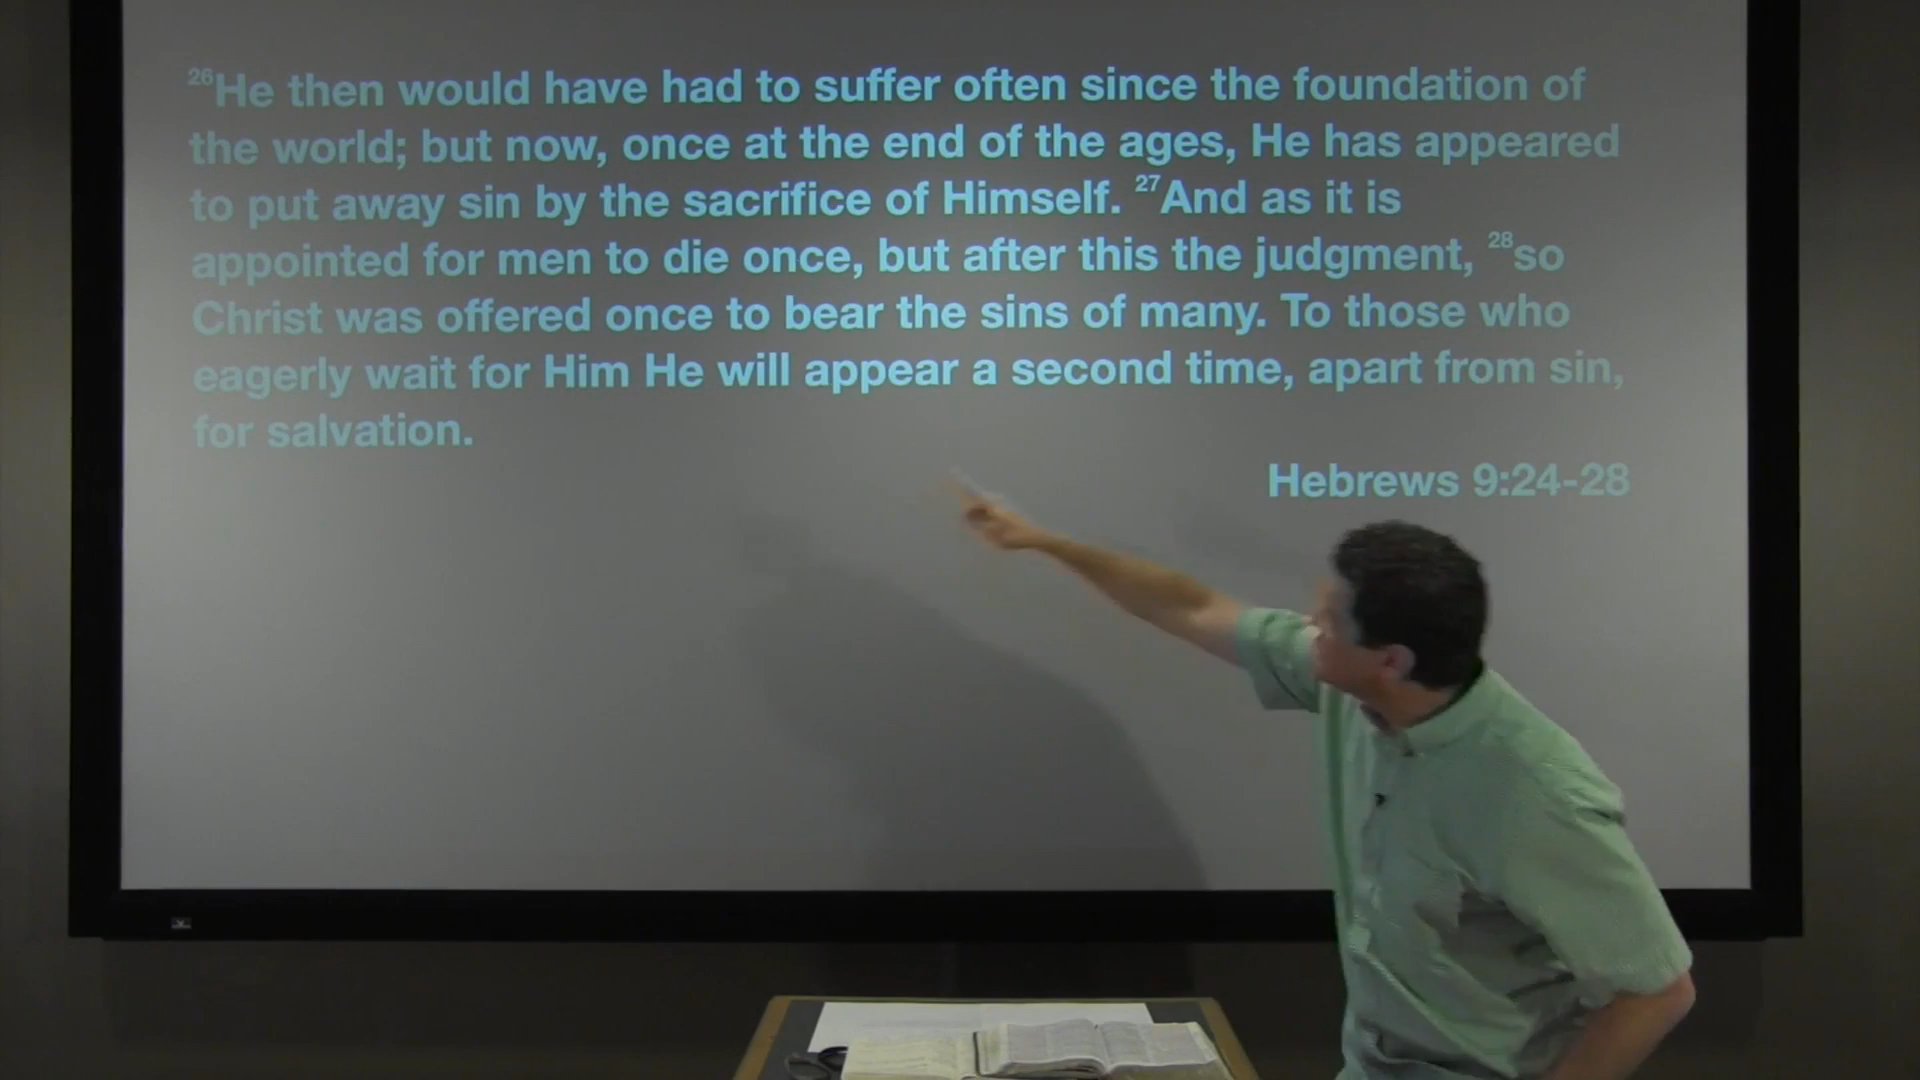 26He then would have had to suffer often since the foundation of
the world; but now, once at the end of the ages, He has appeared
to put away sin by the sacrifice of Himself. 27And as it is
appointed for men to die once, but after this the judgment, 28so
Christ was offered once to bear the sins of many. To those who
eagerly wait for Him He will appear a second time, apart from sin,
for salvation.
Hebrews 9:24-28